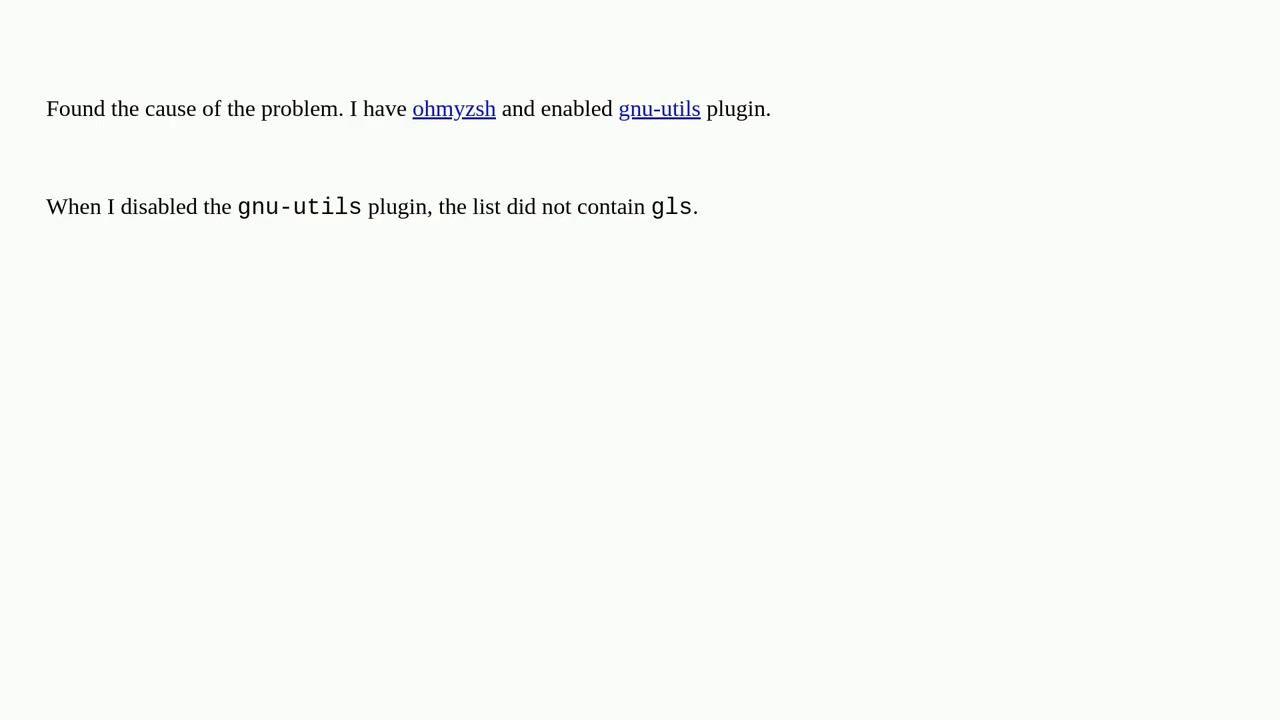 Found the cause of the problem. I have ohmyzsh and enabled gnu-utils plugin.
When I disabled the gnu-utils plugin, the list did not contain gls.